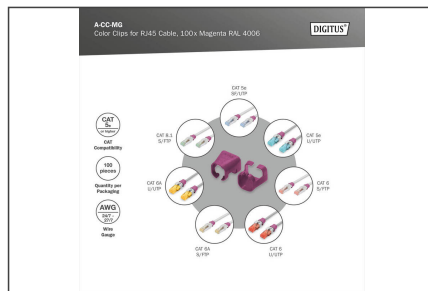 A-CC-MG
Color Clips for RJ45 Cable, 100x Magenta RAL 4006
DIGITUS®
CAT 5e
SF/UTP
CAT
5e
or higher
CAT
Compatibility
CAT 8.1
S/FTP
CAT 5e
U/UTP
100
pieces
Quantity per
Packaging
CAT 6A
U/UTP
CAT 6
S/FTP
AWG
24/7 -
27/7
Wire
Gauge
CAT 6A
S/FTP
CAT 6
U/UTP